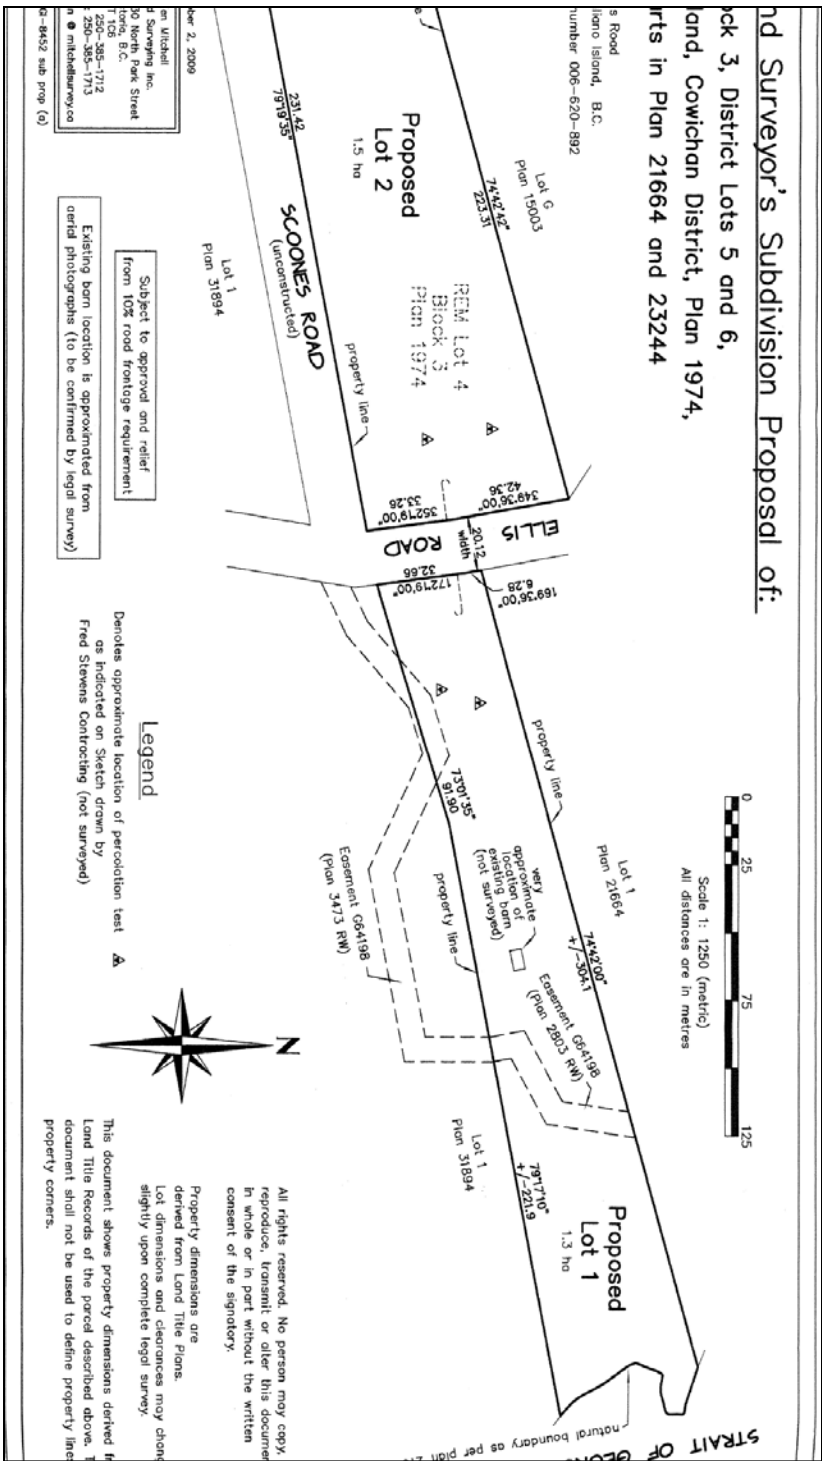 nd Surveyor's Subdivision Proposal of:
ock 3, District Lots 5 and 6,
land, Cowichan District, Plan 1974,
rts in Plan 21664 and 23244
s Road
liano Island, B.C.
number 006-620-892
Scale 1: 1250 (metric)
All distances are in metres
0 25 75 125
Lot G
Plan 15003
74°42'42"
223.31
Proposed
Lot 2
1.5 ha
REM Lot 4
Block 3
Plan 1974
231.42
79°19'35"
SCOONES ROAD
(unconstructed)
property line
Lot 1
Plan 31894
349°36'00"
42.36
352°19'00"
33.26
ELLIS
ROAD
20.12
width
169°36'00"
6.28
172°19'00"
32.66
property line
Lot 1
Plan 21664
74°42'00"
+/-304.1
very
approximate
location of
existing barn
(not surveyed)
73°01'35"
91.90
property line
Easement G64198
(Plan 2803 RW)
Easement G64198
(Plan 3473 RW)
Lot 1
Plan 31894
79°17'10"
+/-221.9
Proposed
Lot 1
1.3 ha
STRAIT OF GEOR
natural boundary as per plan
ber 2, 2009
en Mitchell
d Surveying Inc.
30 North Park Street
toria, B.C.
T 1C6
250-385-1712
: 250-385-1713
n @ mitchellsurvey.ca
GI-8452 sub prop (a)
Subject to approval and relief
from 10% road frontage requirement
Existing barn location is approximated from
aerial photographs (to be confirmed by legal survey)
Legend
Denotes approximate location of percolation test
as indicated on Sketch drawn by
Fred Stevens Contracting (not surveyed)
N
All rights reserved. No person may copy,
reproduce, transmit or alter this documen
in whole or in part without the written
consent of the signatory.
Property dimensions are
derived from Land Title Plans.
Lot dimensions and clearances may chang
slightly upon complete legal survey.
This document shows property dimensions derived fr
Land Title Records of the parcel described above. T
document shall not be used to define property lines
property corners.